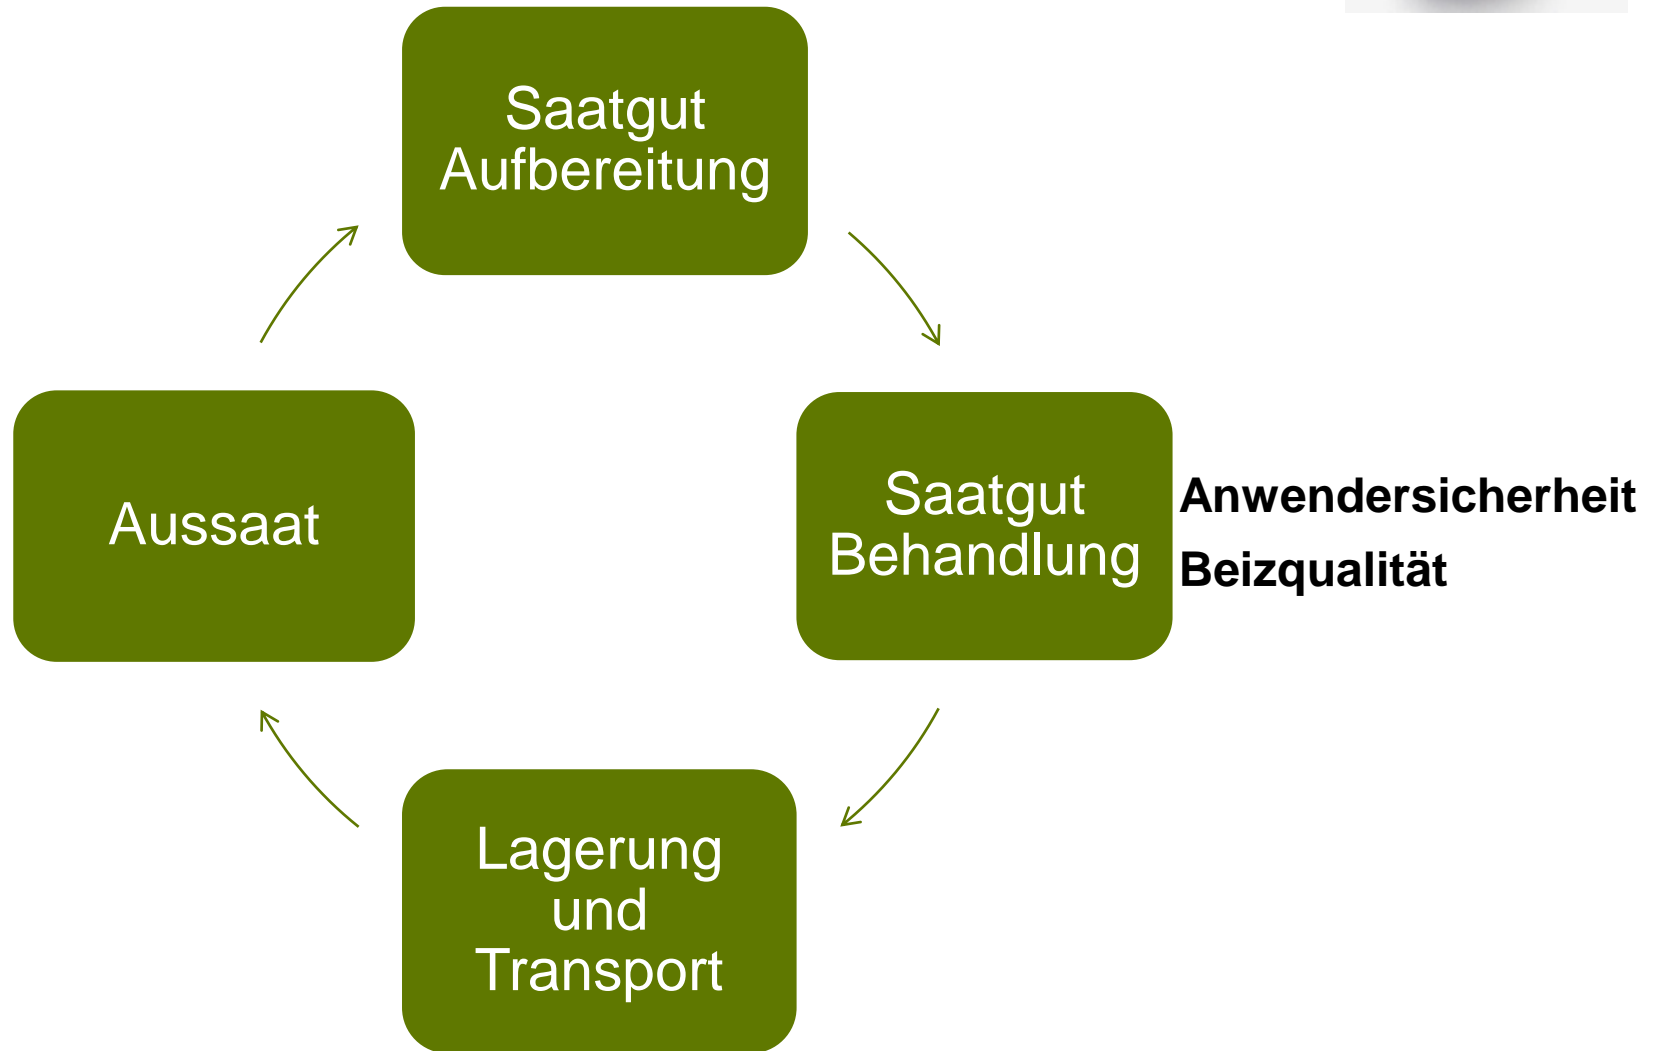 Saatgut
Aufbereitung
Saatgut
Behandlung
Anwendersicherheit
Beizqualität
Lagerung
und
Transport
Aussaat